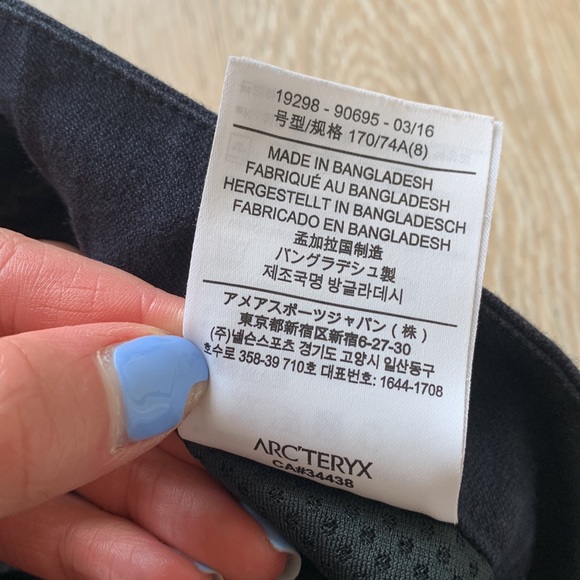 19298 - 90695 - 03/16
号型/规格 170/74A(8)
MADE IN BANGLADESH
FABRIQUÉ AU BANGLADESH
HERGESTELLT IN BANGLADESCH
FABRICADO EN BANGLADESH
孟加拉国制造
バングラデシュ製
제조국명 방글라데시
アメアスポーツジャパン ( 株 )
東京都新宿区新宿6-27-30
(주)넬슨스포츠 경기도 고양시 일산동구
호수로 358-39 710호 대표번호: 1644-1708
ARC'TERYX
CA#34438